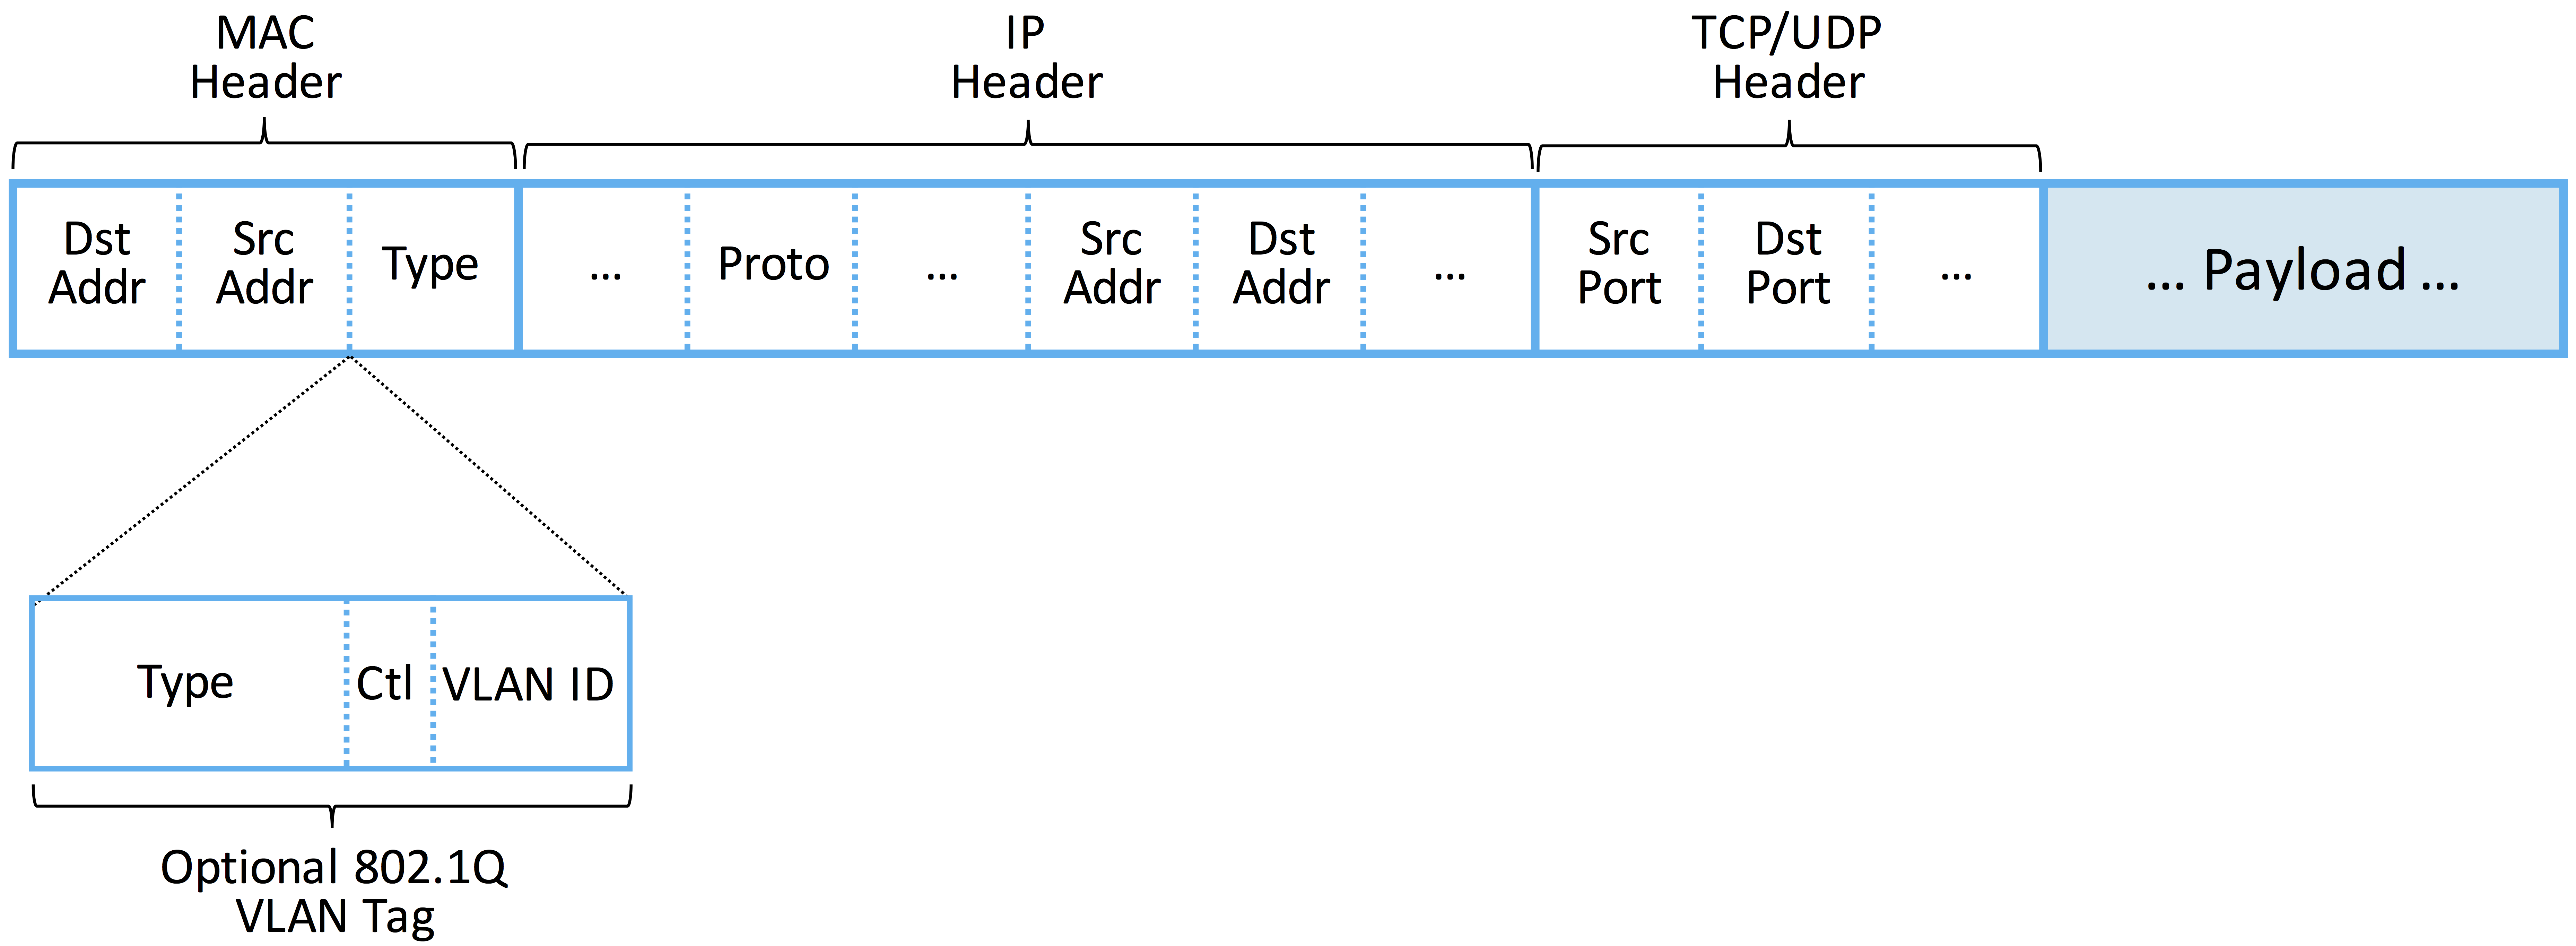 MAC
Header
IP
Header
TCP/UDP
Header
Dst
Addr
Src
Addr
Type
...
Proto
...
Src
Addr
Dst
Addr
...
Src
Port
Dst
Port
...
... Payload ...
Type
Ctl
VLAN ID
Optional 802.1Q
VLAN Tag